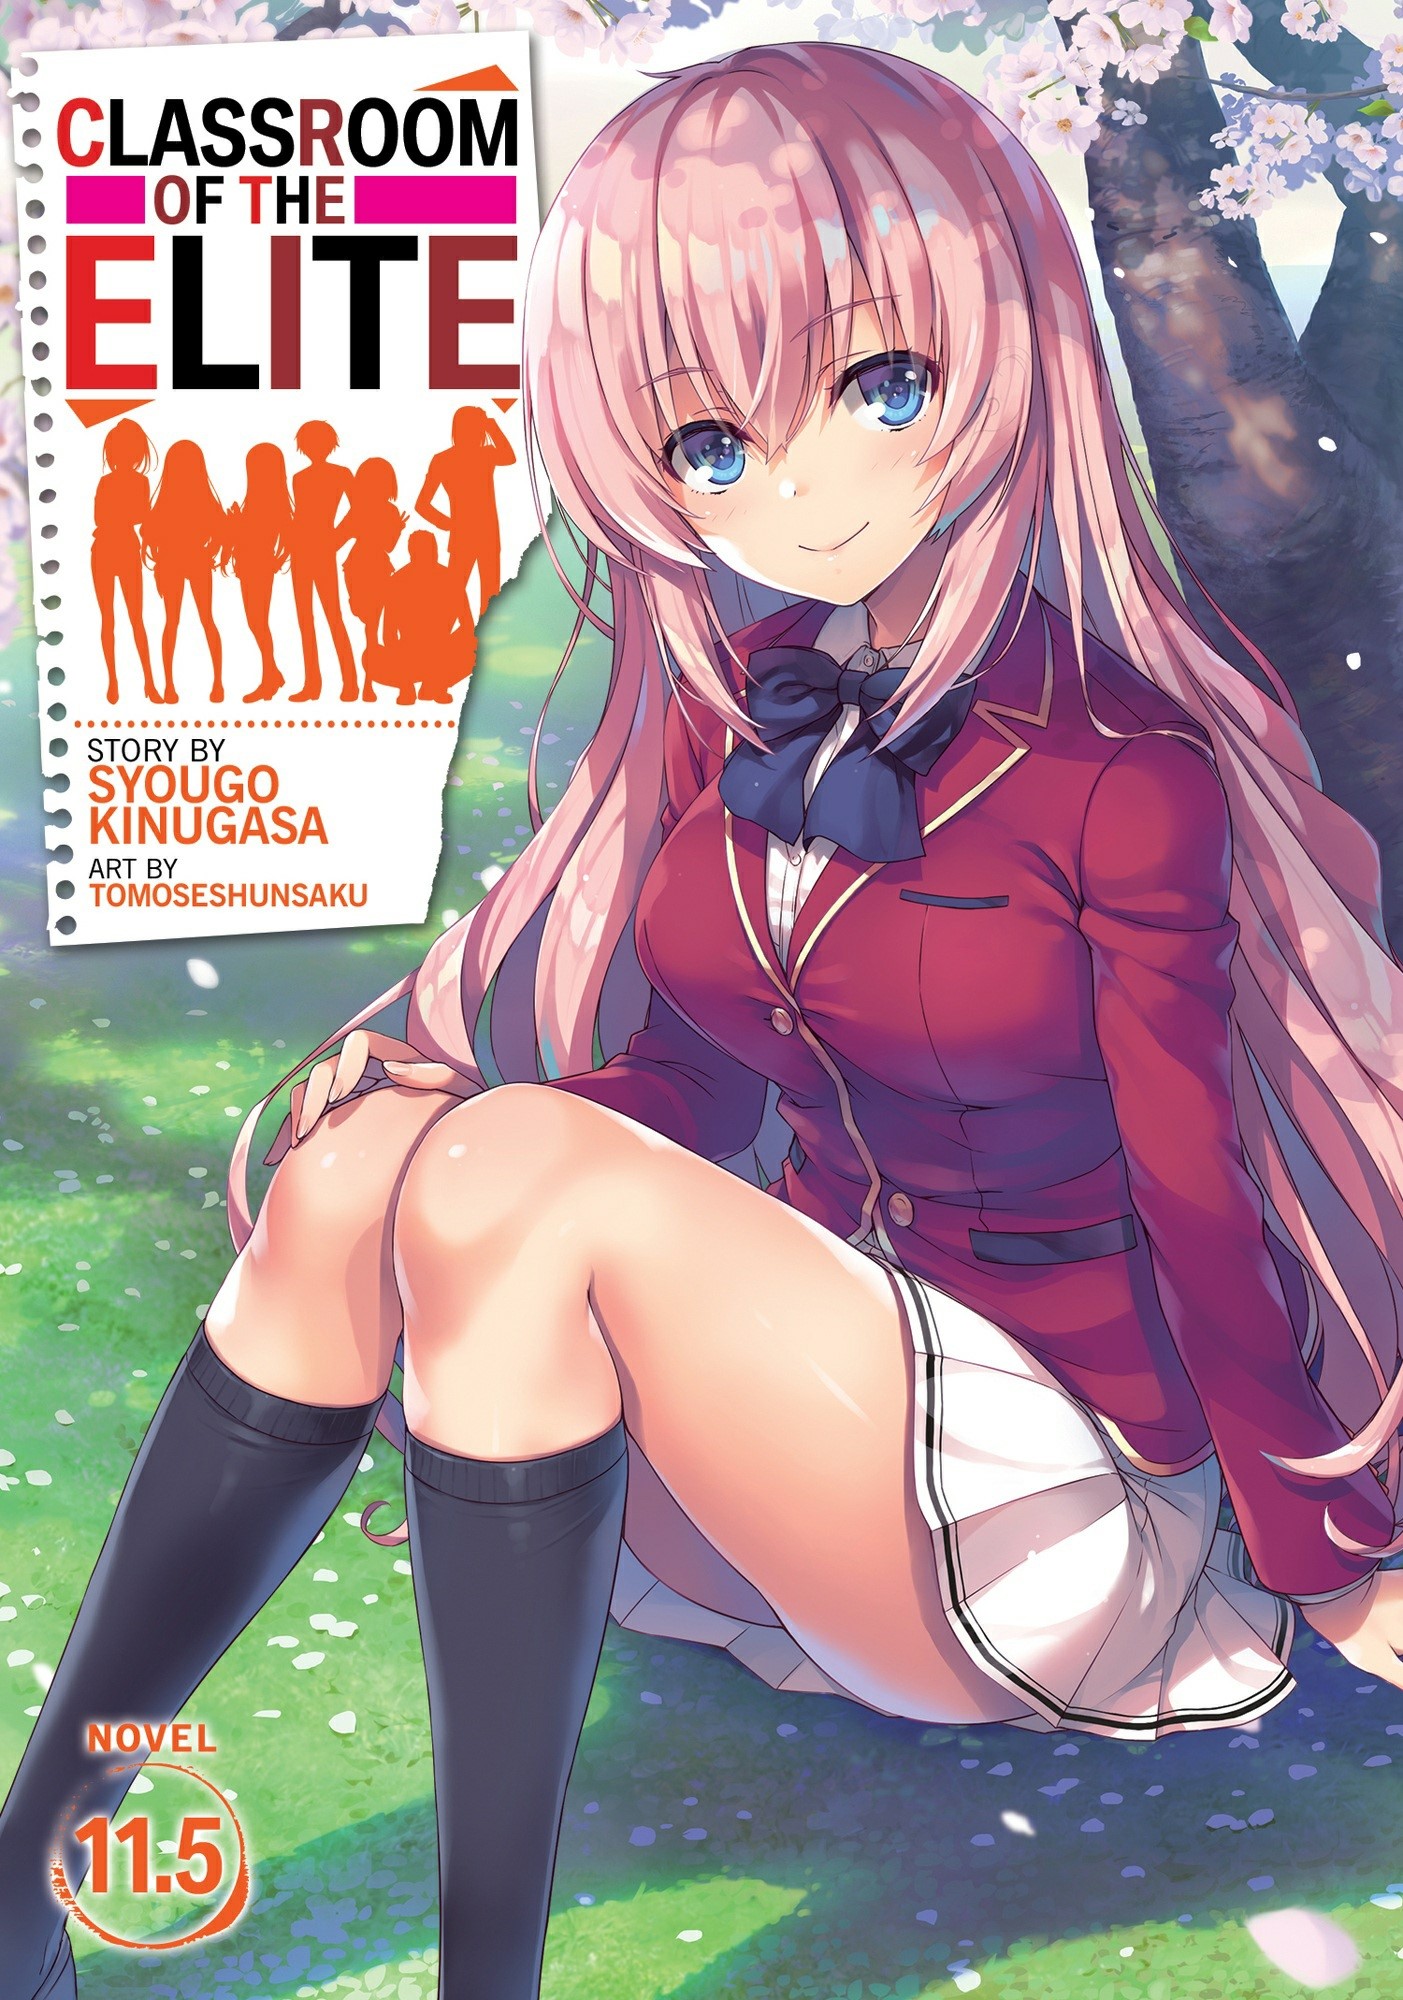 CLASSROOM
OF THE
ELITE
STORY BY
SYOUGO
KINUGASA
ART BY
TOMOSESHUNSAKU
NOVEL
11.5